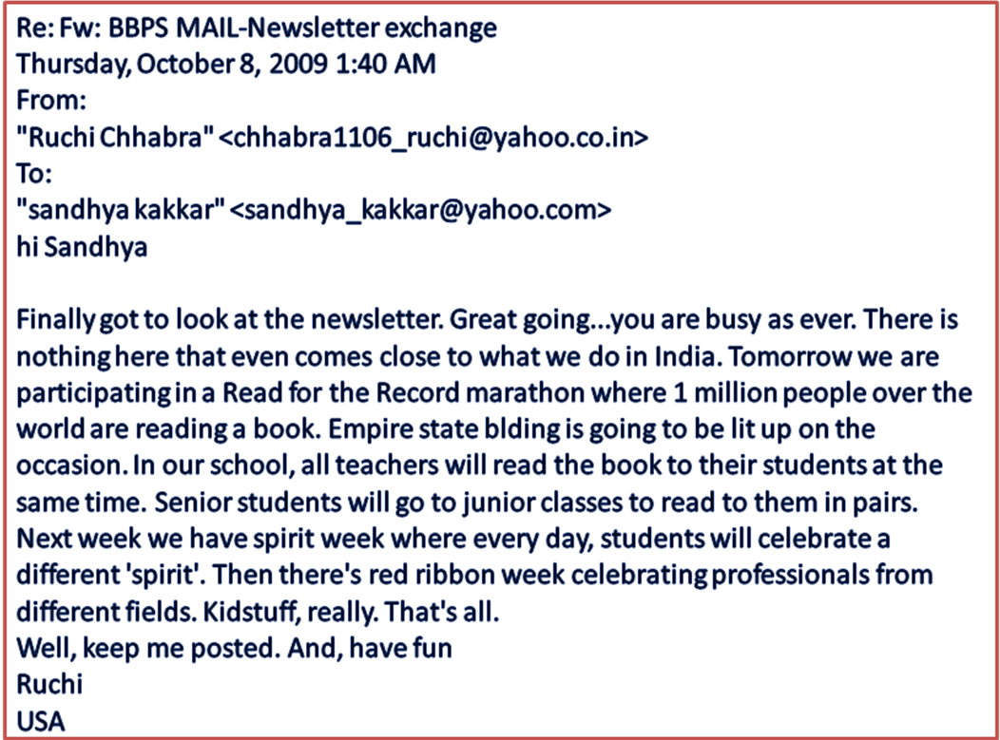 Re: Fw: BBPS MAIL-Newsletter exchange
Thursday, October 8, 2009 1:40 AM
From:
"Ruchi Chhabra" <chhabra1106_ruchi@yahoo.co.in>
To:
"sandhya kakkar" <sandhya_kakkar@yahoo.com>
hi Sandhya

Finally got to look at the newsletter. Great going...you are busy as ever. There is
nothing here that even comes close to what we do in India. Tomorrow we are
participating in a Read for the Record marathon where 1 million people over the
world are reading a book. Empire state blding is going to be lit up on the
occasion. In our school, all teachers will read the book to their students at the
same time. Senior students will go to junior classes to read to them in pairs.
Next week we have spirit week where every day, students will celebrate a
different 'spirit'. Then there's red ribbon week celebrating professionals from
different fields. Kidstuff, really. That's all.
Well, keep me posted. And, have fun
Ruchi
USA